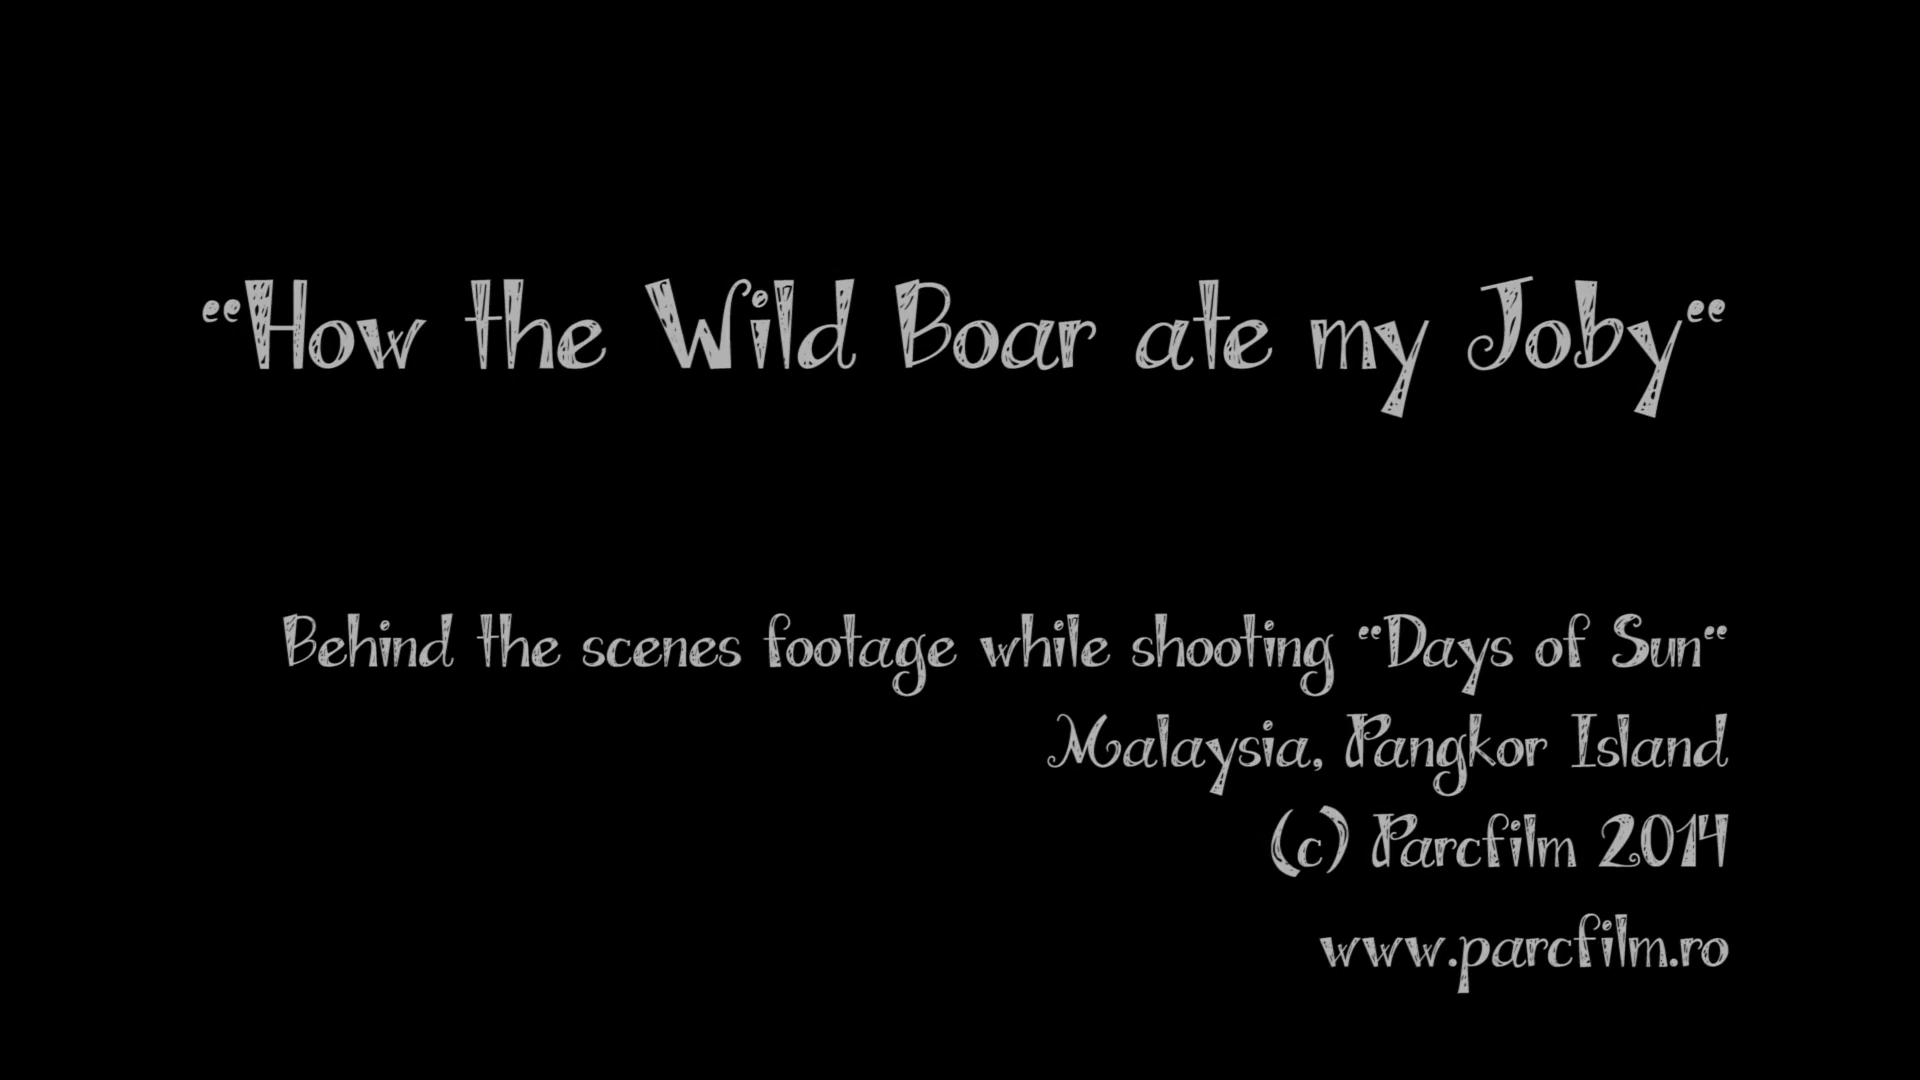 “How the Wild Boar ate my Joby“
Behind the scenes footage while shooting “Days of Sun“
Malaysia, Pangkor Island
(c) Parcfilm 2014
www.parcfilm.ro